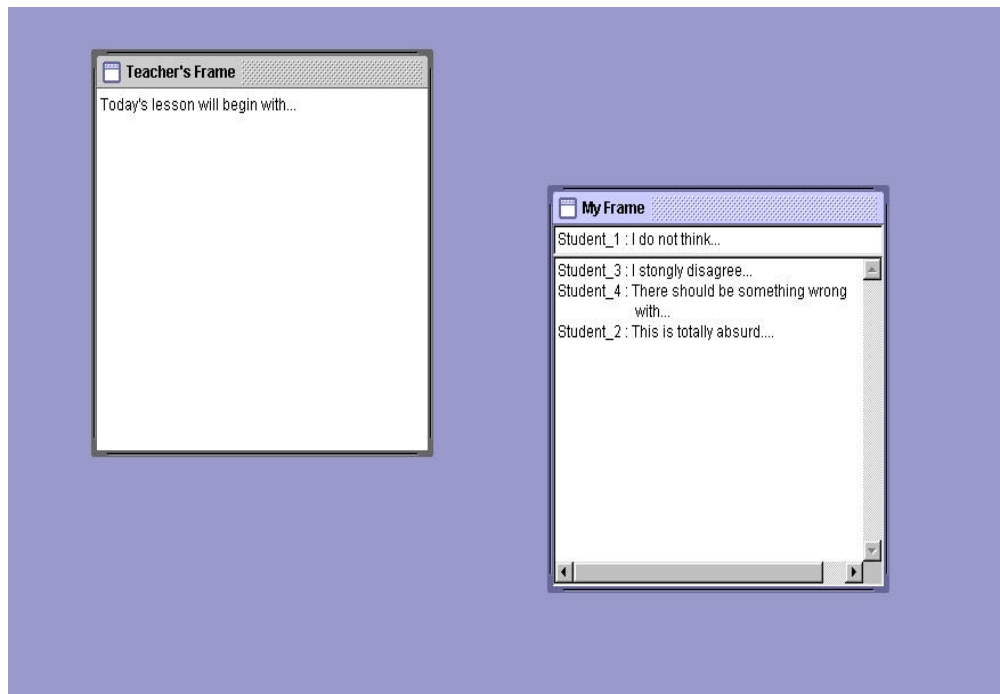 Teacher's Frame
Today's lesson will begin with...
My Frame
Student_1 : I do not think...
Student_3 : I stongly disagree...
Student_4 : There should be something wrong
with...
Student_2 : This is totally absurd....